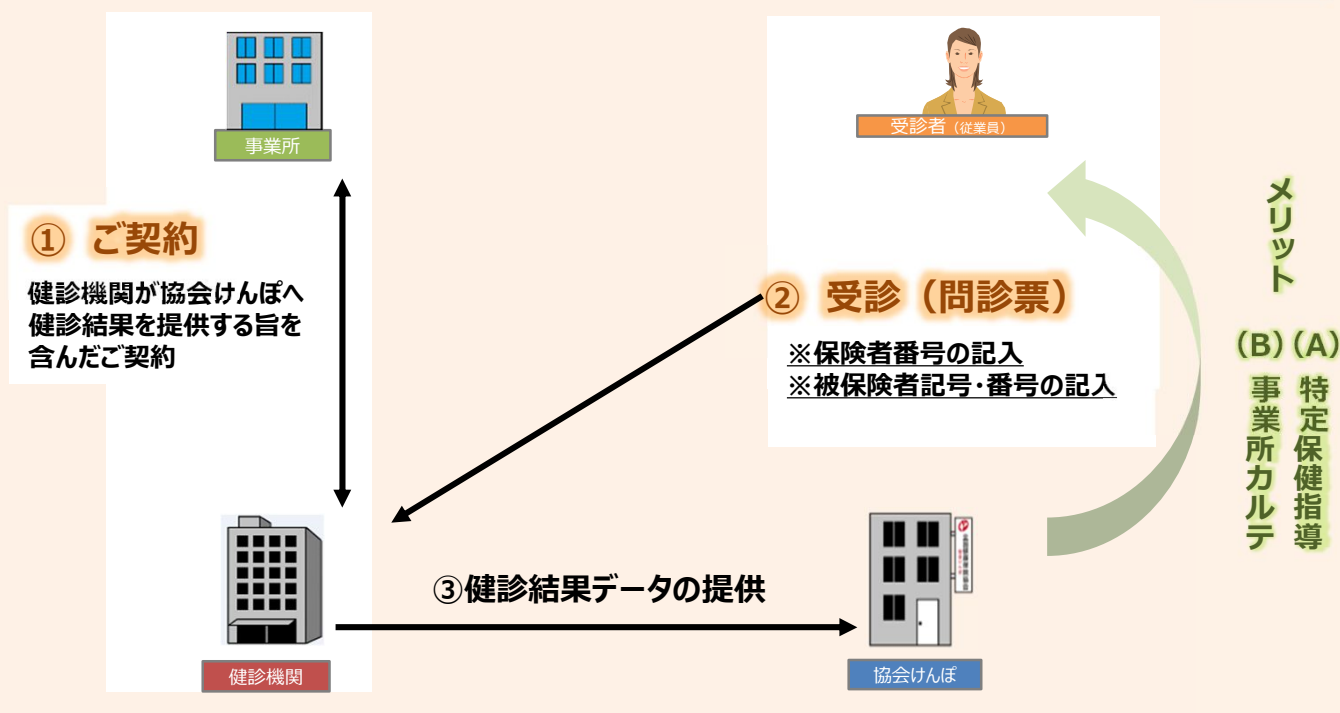 事業所
受診者（従業員）
① ご契約
健診機関が協会けんぽへ
健診結果を提供する旨を
含んだご契約
② 受診（問診票）
※保険者番号の記入
※被保険者記号・番号の記入
メリット
（A）特定保健指導
（B）事業所カルテ
③健診結果データの提供
健診機関
協会けんぽ